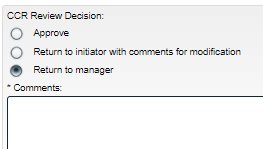 CCR Review Decision:
Approve
Return to initiator with comments for modification
Return to manager
* Comments: